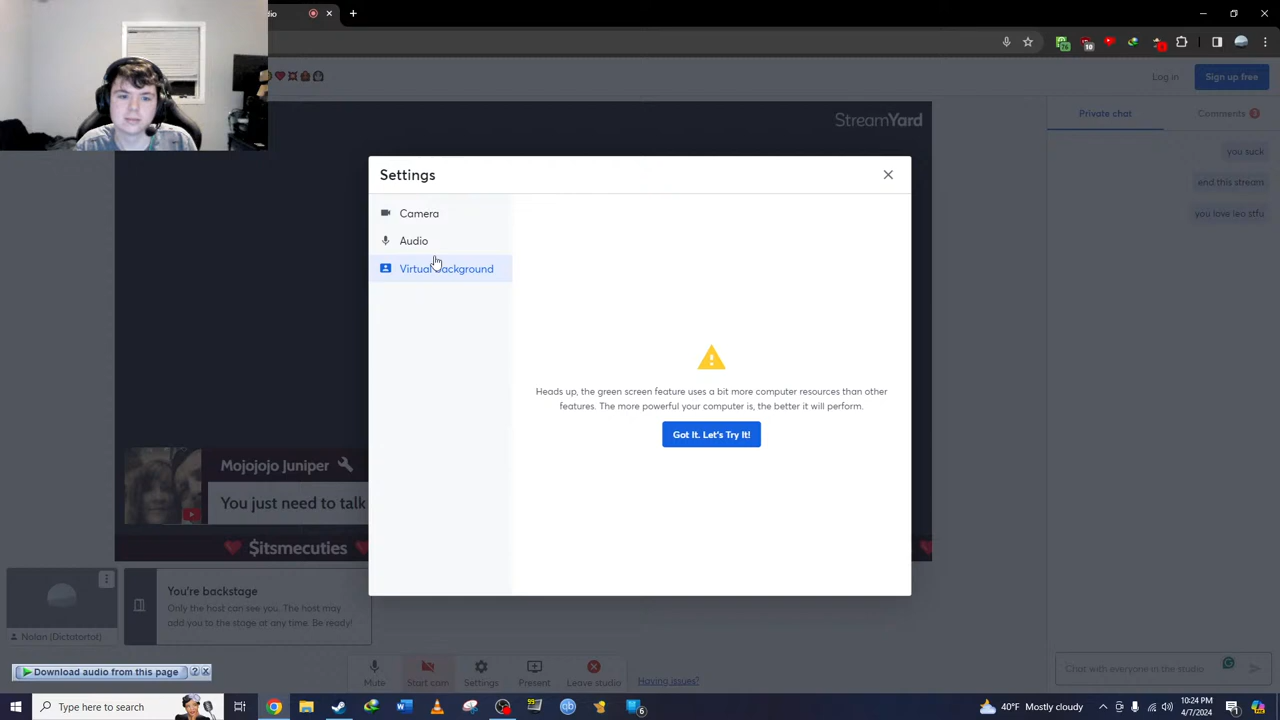 dio
Log in
Sign up free
StreamYard
Private chat
Comments 3
you suck
end this stream
you love leo stfu
Settings
Camera
Audio
Virtual Background
Heads up, the green screen feature uses a bit more computer resources than other
features. The more powerful your computer is, the better it will perform.
Got It. Let's Try It!
Mojojojo Juniper
You just need to talk
$itsmecuties
You're backstage
Only the host can see you. The host may
add you to the stage at any time. Be ready!
Nolan (Dictatortot)
Download audio from this page
Mute
Start cam
Settings
Present
Leave studio
Having issues?
Chat with everyone in the studio
Type here to search
40°F Mostly cloudy
10:24 PM
4/7/2024